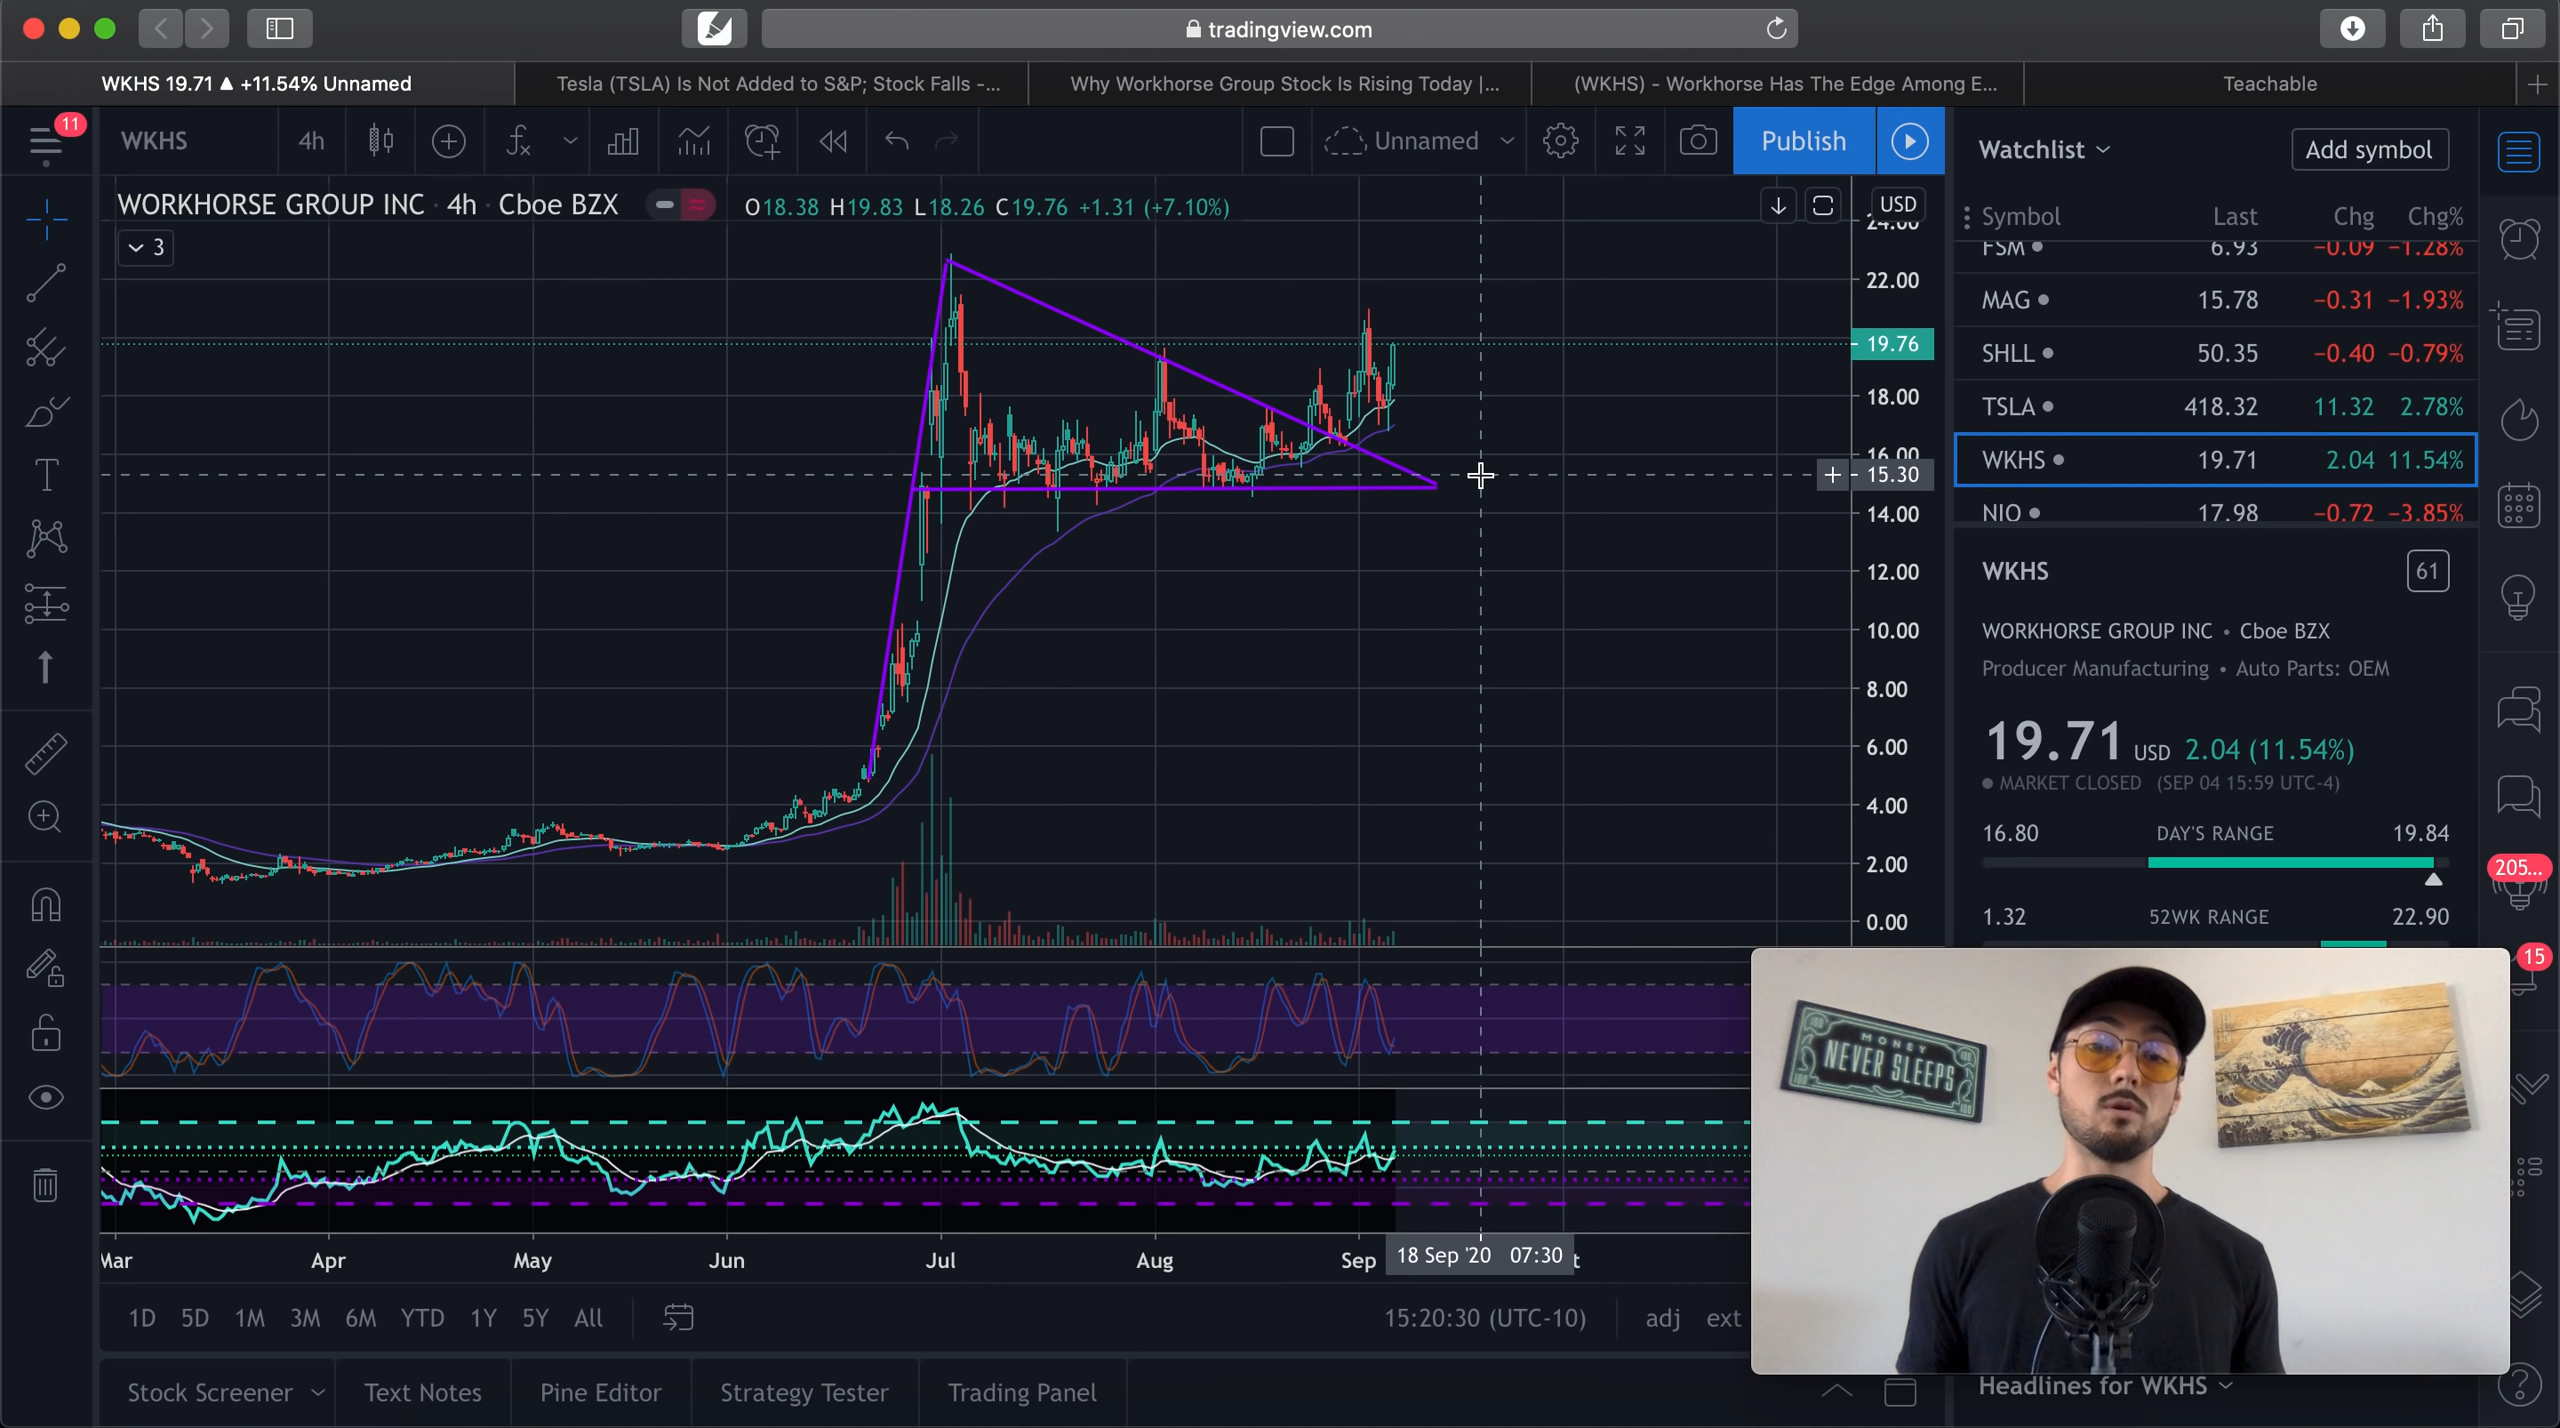 tradingview.com
WKHS 19.71 ▲ +11.54% Unnamed
Tesla (TSLA) Is Not Added to S&P; Stock Falls -...
Why Workhorse Group Stock Is Rising Today |...
(WKHS) - Workhorse Has The Edge Among E...
Teachable
11
WKHS
4h
Unnamed
Publish
Watchlist
Add symbol
WORKHORSE GROUP INC · 4h · Cboe BZX
O18.38 H19.83 L18.26 C19.76 +1.31 (+7.10%)
3
USD
24.00
22.00
19.76
18.00
16.00
15.30
14.00
12.00
10.00
8.00
6.00
4.00
2.00
0.00
Symbol Last Chg Chg%
FSM 6.93 −0.09 −1.28%
MAG 15.78 −0.31 −1.93%
SHLL 50.35 −0.40 −0.79%
TSLA 418.32 11.32 2.78%
WKHS 19.71 2.04 11.54%
NIO 17.98 −0.72 −3.85%
WKHS
61
WORKHORSE GROUP INC • Cboe BZX
Producer Manufacturing • Auto Parts: OEM
19.71 USD 2.04 (11.54%)
MARKET CLOSED (SEP 04 15:59 UTC-4)
16.80 DAY'S RANGE 19.84
1.32 52WK RANGE 22.90
205...
15
MONEY
NEVER SLEEPS
100
100
100
100
Mar Apr May Jun Jul Aug Sep 18 Sep '20 07:30 t
1D 5D 1M 3M 6M YTD 1Y 5Y All
15:20:30 (UTC-10)
adj ext
Stock Screener
Text Notes
Pine Editor
Strategy Tester
Trading Panel
Headlines for WKHS